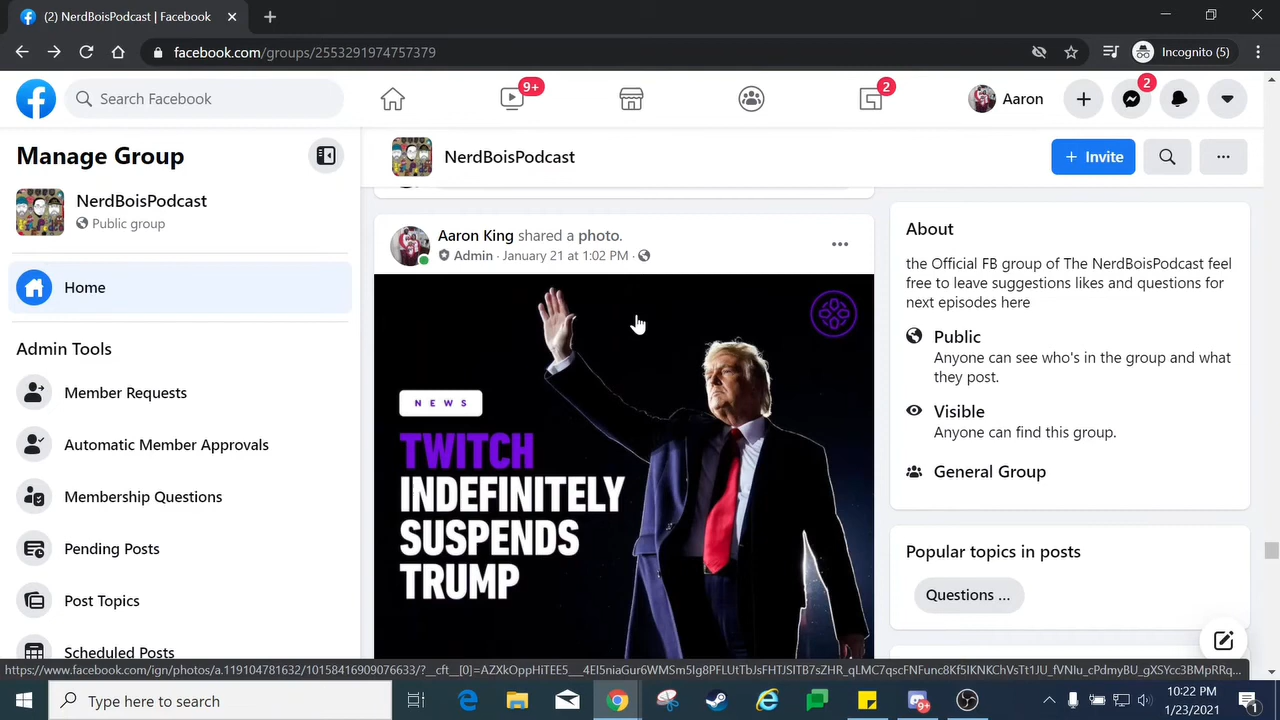 (2) NerdBoisPodcast | Facebook
facebook.com/groups/2553291974757379
Incognito (5)
Search Facebook
9+
2
Aaron
2
Manage Group
NerdBoisPodcast
Public group
Home
Admin Tools
Member Requests
Automatic Member Approvals
Membership Questions
Pending Posts
Post Topics
Scheduled Posts
NerdBoisPodcast
+ Invite
Aaron King shared a photo.
Admin · January 21 at 1:02 PM ·
NEWS
TWITCH
INDEFINITELY
SUSPENDS
TRUMP
About
the Official FB group of The NerdBoisPodcast feel
free to leave suggestions likes and questions for
next episodes here
Public
Anyone can see who's in the group and what
they post.
Visible
Anyone can find this group.
General Group
Popular topics in posts
Questions ...
Type here to search
9+
10:22 PM
1/23/2021
1